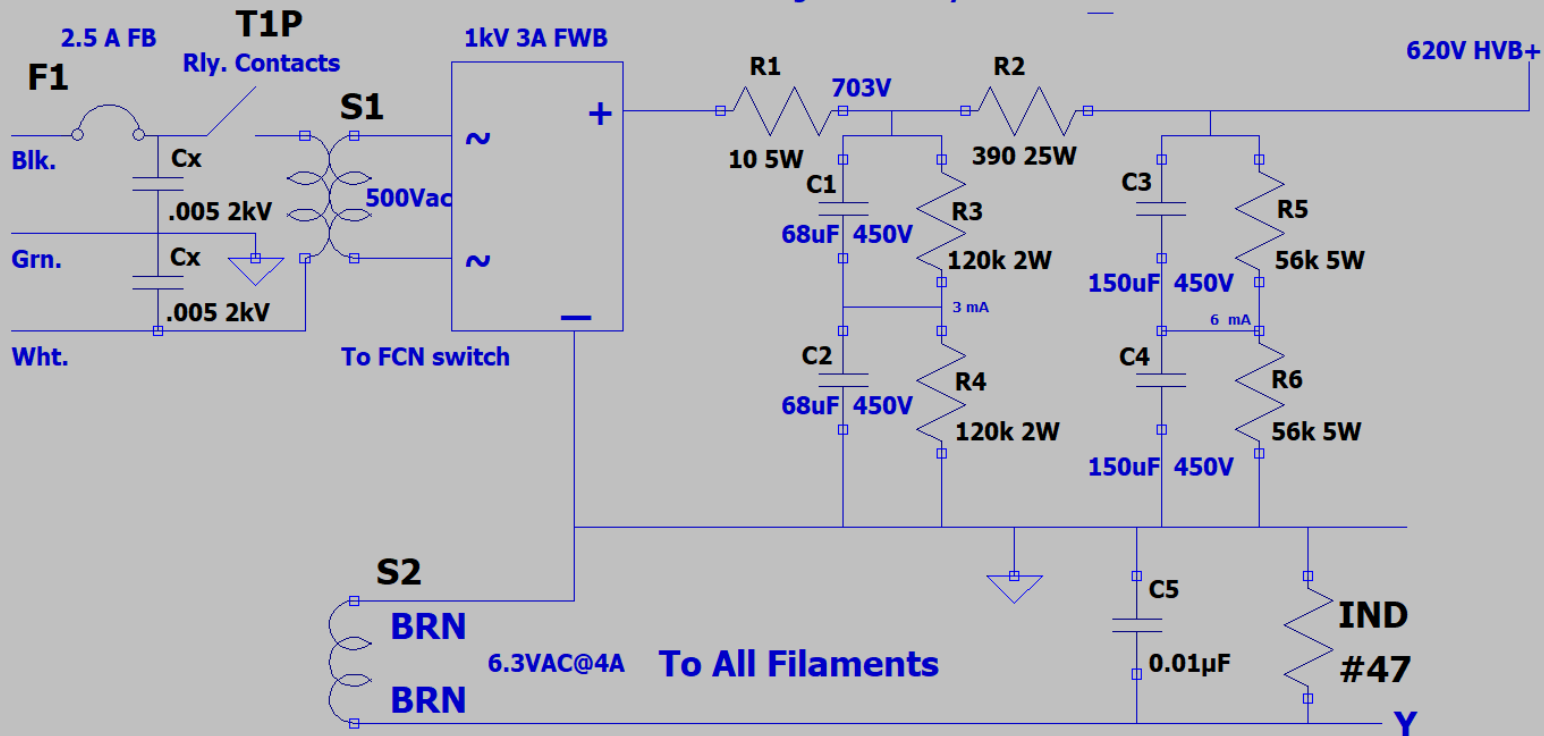 T1P
2.5 A FB
Rly. Contacts
F1
S1
1kV 3A FWB
R1
703V
R2
620V HVB+
+
~
Blk.
Cx
.005 2kV
500Vac
10 5W
390 25W
C1
68uF 450V
R3
120k 2W
C3
150uF 450V
R5
56k 5W
Grn.
Cx
.005 2kV
~
Wht.
To FCN switch
3 mA
6 mA
C2
68uF 450V
R4
120k 2W
C4
150uF 450V
R6
56k 5W
S2
BRN
6.3VAC@4A
To All Filaments
BRN
C5
0.01µF
IND
#47
Y